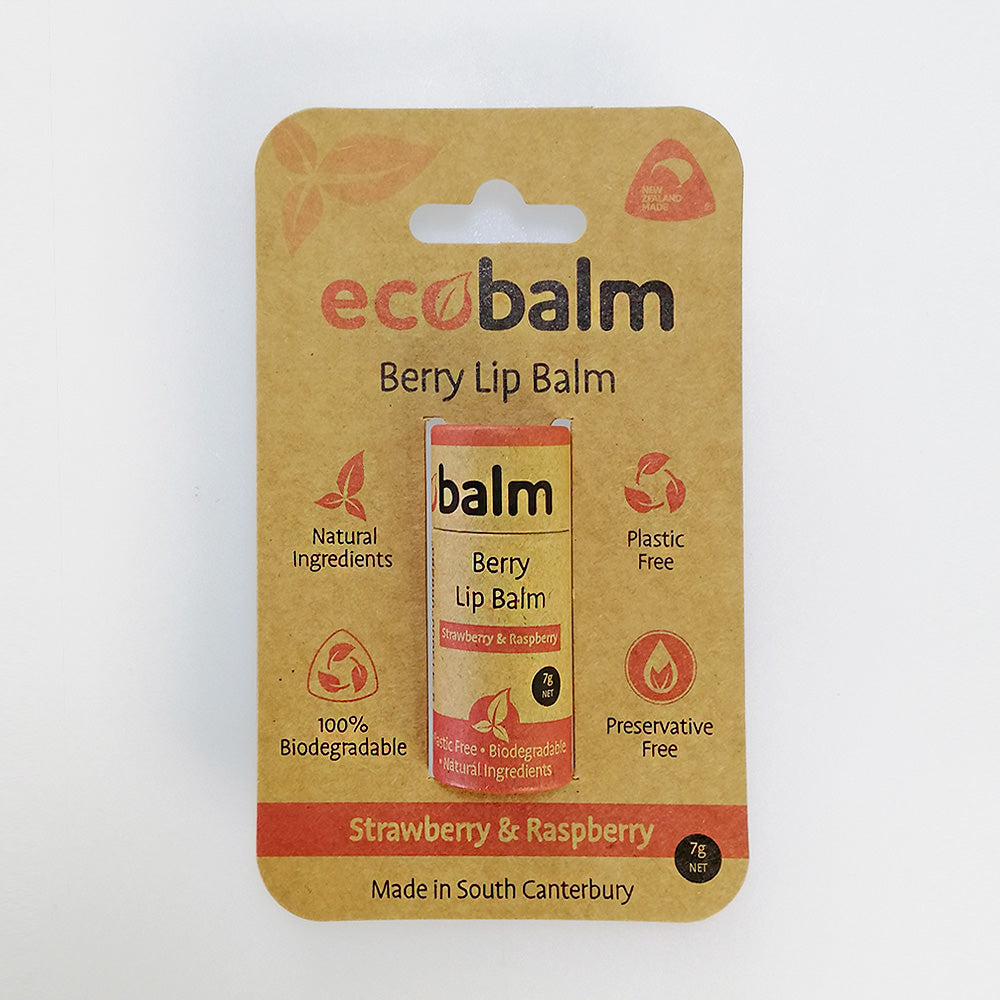 NEW
ZEALAND
MADE
ecobalm
Berry Lip Balm
balm
Berry
Lip Balm
Strawberry & Raspberry
7g
NET
Free • Biodegradable
• Natural Ingredients
Natural
Ingredients
Plastic
Free
100%
Biodegradable
Preservative
Free
Strawberry & Raspberry
7g
NET
Made in South Canterbury